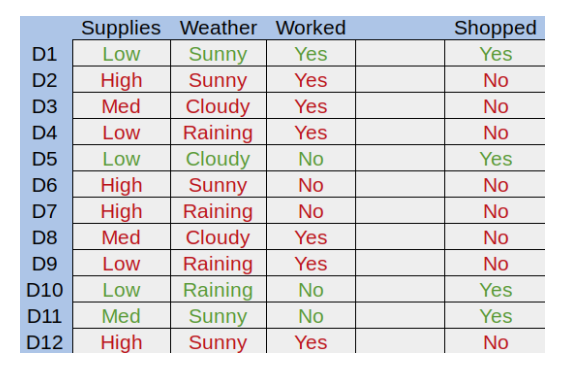 Supplies Weather Worked Shopped
D1 Low Sunny Yes Yes
D2 High Sunny Yes No
D3 Med Cloudy Yes No
D4 Low Raining Yes No
D5 Low Cloudy No Yes
D6 High Sunny No No
D7 High Raining No No
D8 Med Cloudy Yes No
D9 Low Raining Yes No
D10 Low Raining No Yes
D11 Med Sunny No Yes
D12 High Sunny Yes No